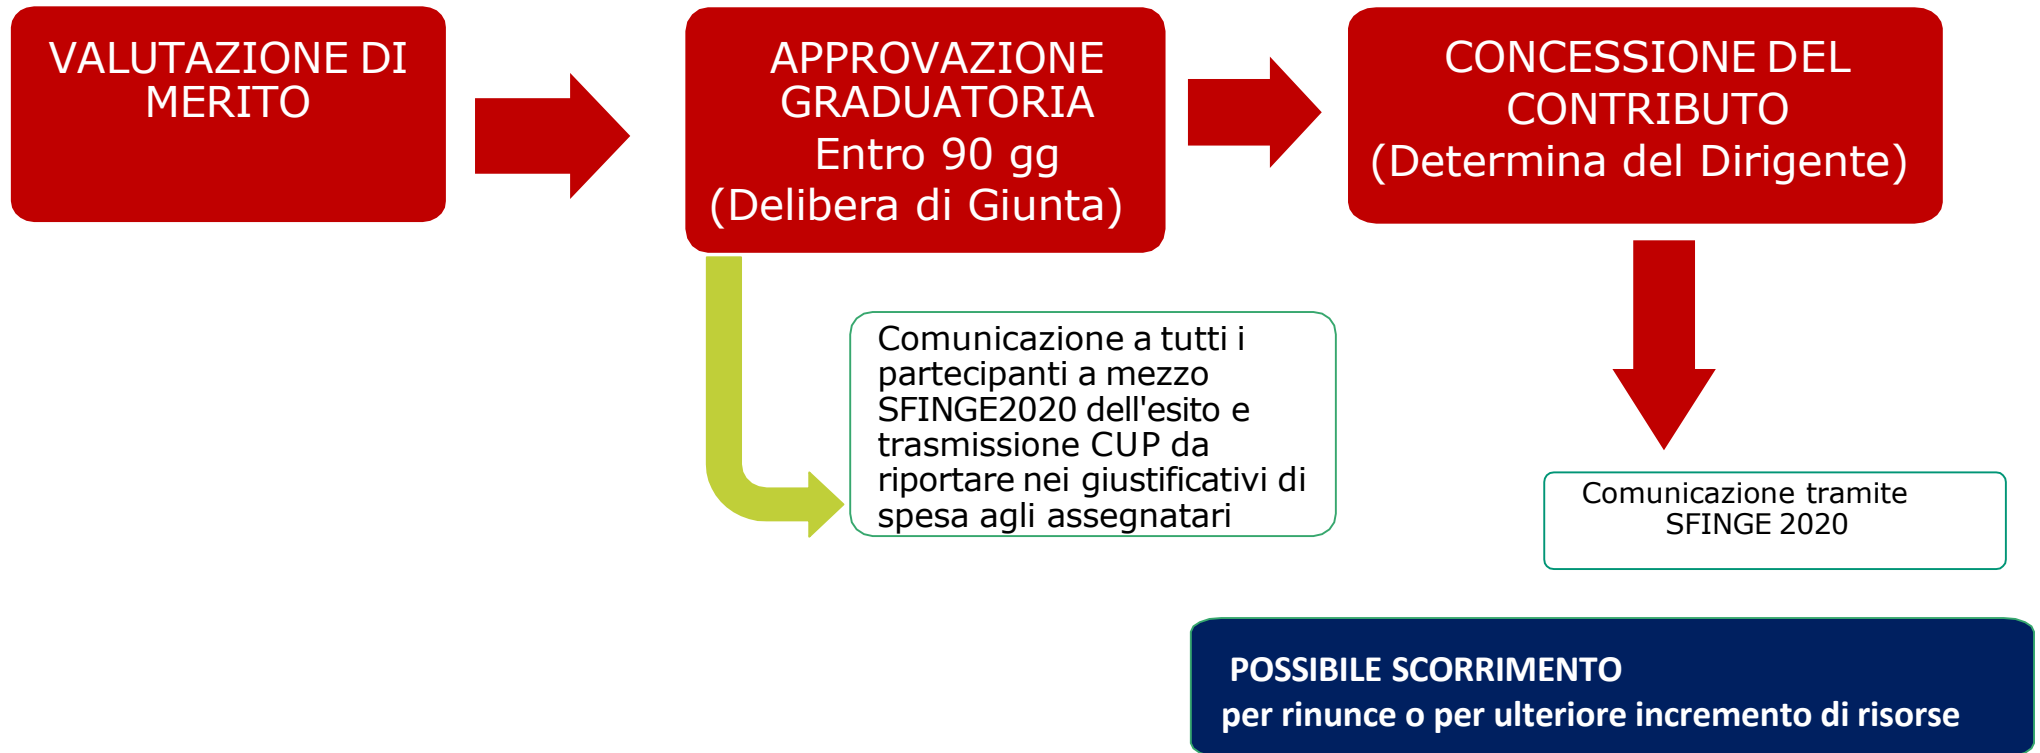 VALUTAZIONE DI
MERITO
APPROVAZIONE
GRADUATORIA
Entro 90 gg
(Delibera di Giunta)
CONCESSIONE DEL
CONTRIBUTO
(Determina del Dirigente)
Comunicazione a tutti i
partecipanti a mezzo
SFINGE2020 dell'esito e
trasmissione CUP da
riportare nei giustificativi di
spesa agli assegnatari
Comunicazione tramite
SFINGE 2020
POSSIBILE SCORRIMENTO
per rinunce o per ulteriore incremento di risorse